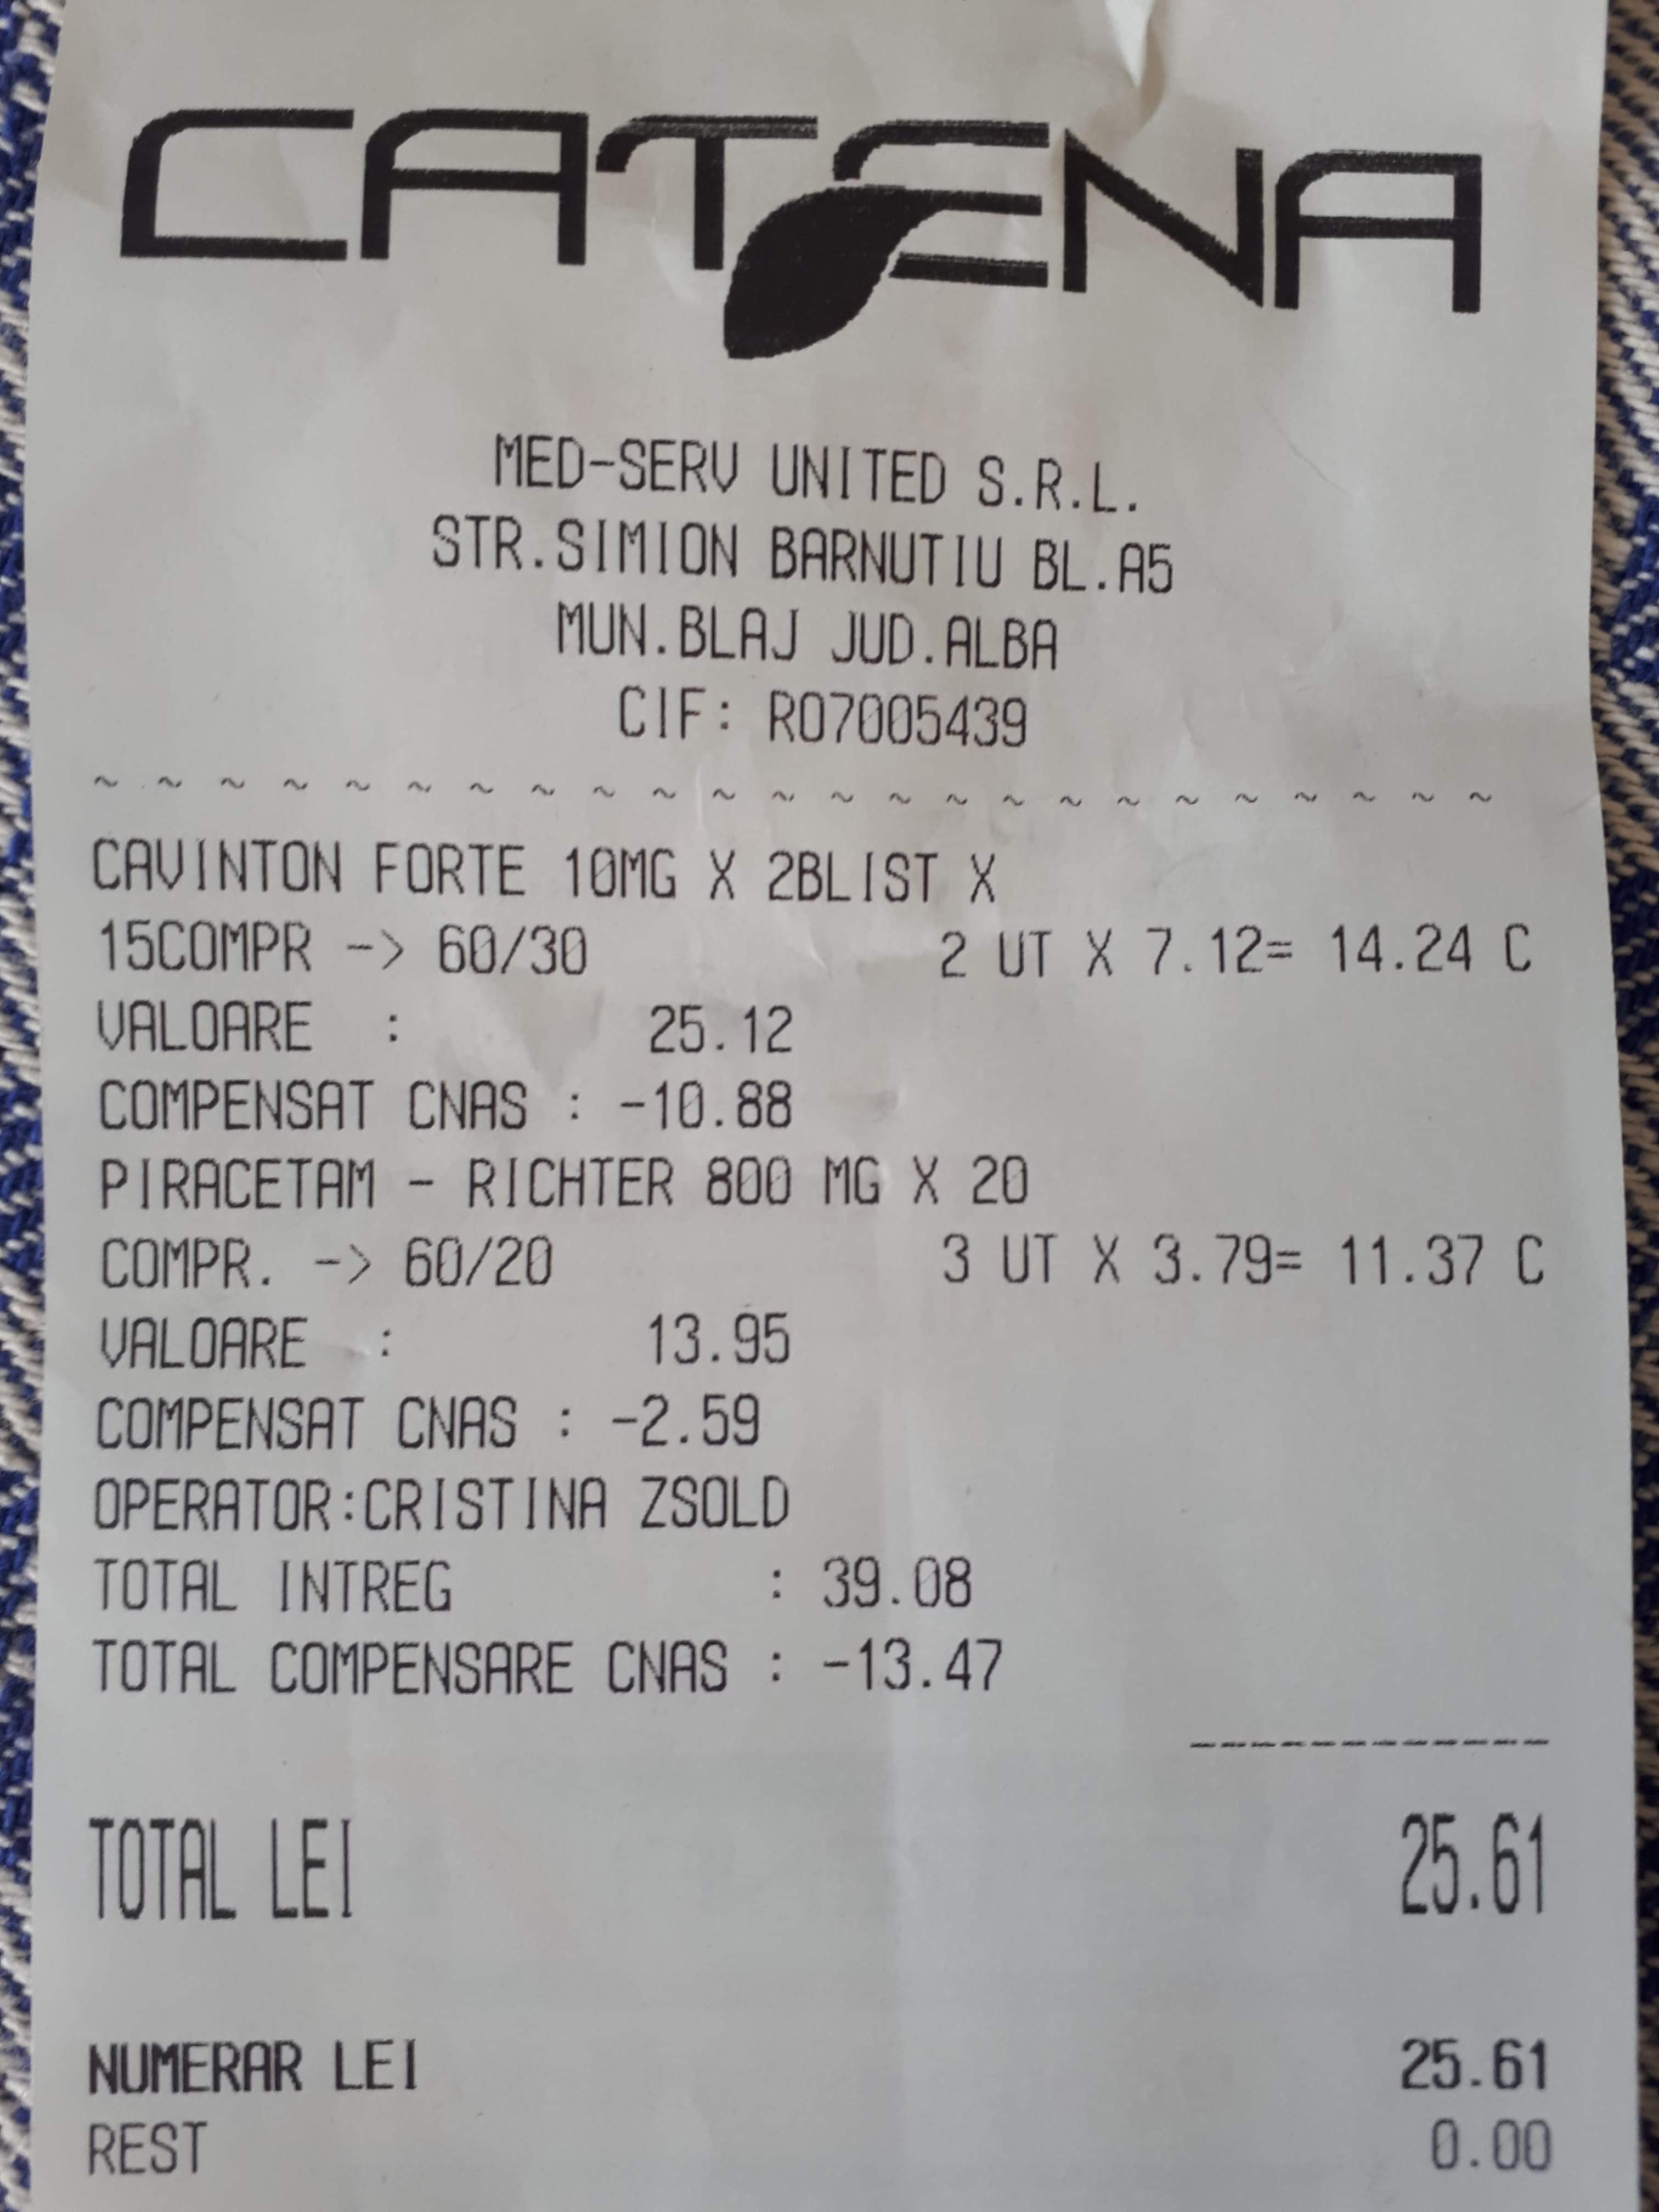 CATENA
MED-SERV UNITED S.R.L.
STR.SIMION BARNUTIU BL.A5
MUN.BLAJ JUD.ALBA
CIF: RO7005439
~ ~ ~ ~ ~ ~ ~ ~ ~ ~ ~ ~ ~ ~ ~ ~ ~ ~ ~ ~ ~ ~ ~ ~
CAVINTON FORTE 10MG X 2BLIST X
15COMPR -> 60/30 2 UT X 7.12= 14.24 C
VALOARE : 25.12
COMPENSAT CNAS : -10.88
PIRACETAM - RICHTER 800 MG X 20
COMPR. -> 60/20 3 UT X 3.79= 11.37 C
VALOARE : 13.95
COMPENSAT CNAS : -2.59
OPERATOR:CRISTINA ZSOLD
TOTAL INTREG : 39.08
TOTAL COMPENSARE CNAS : -13.47
------------
TOTAL LEI 25.61
NUMERAR LEI 25.61
REST 0.00